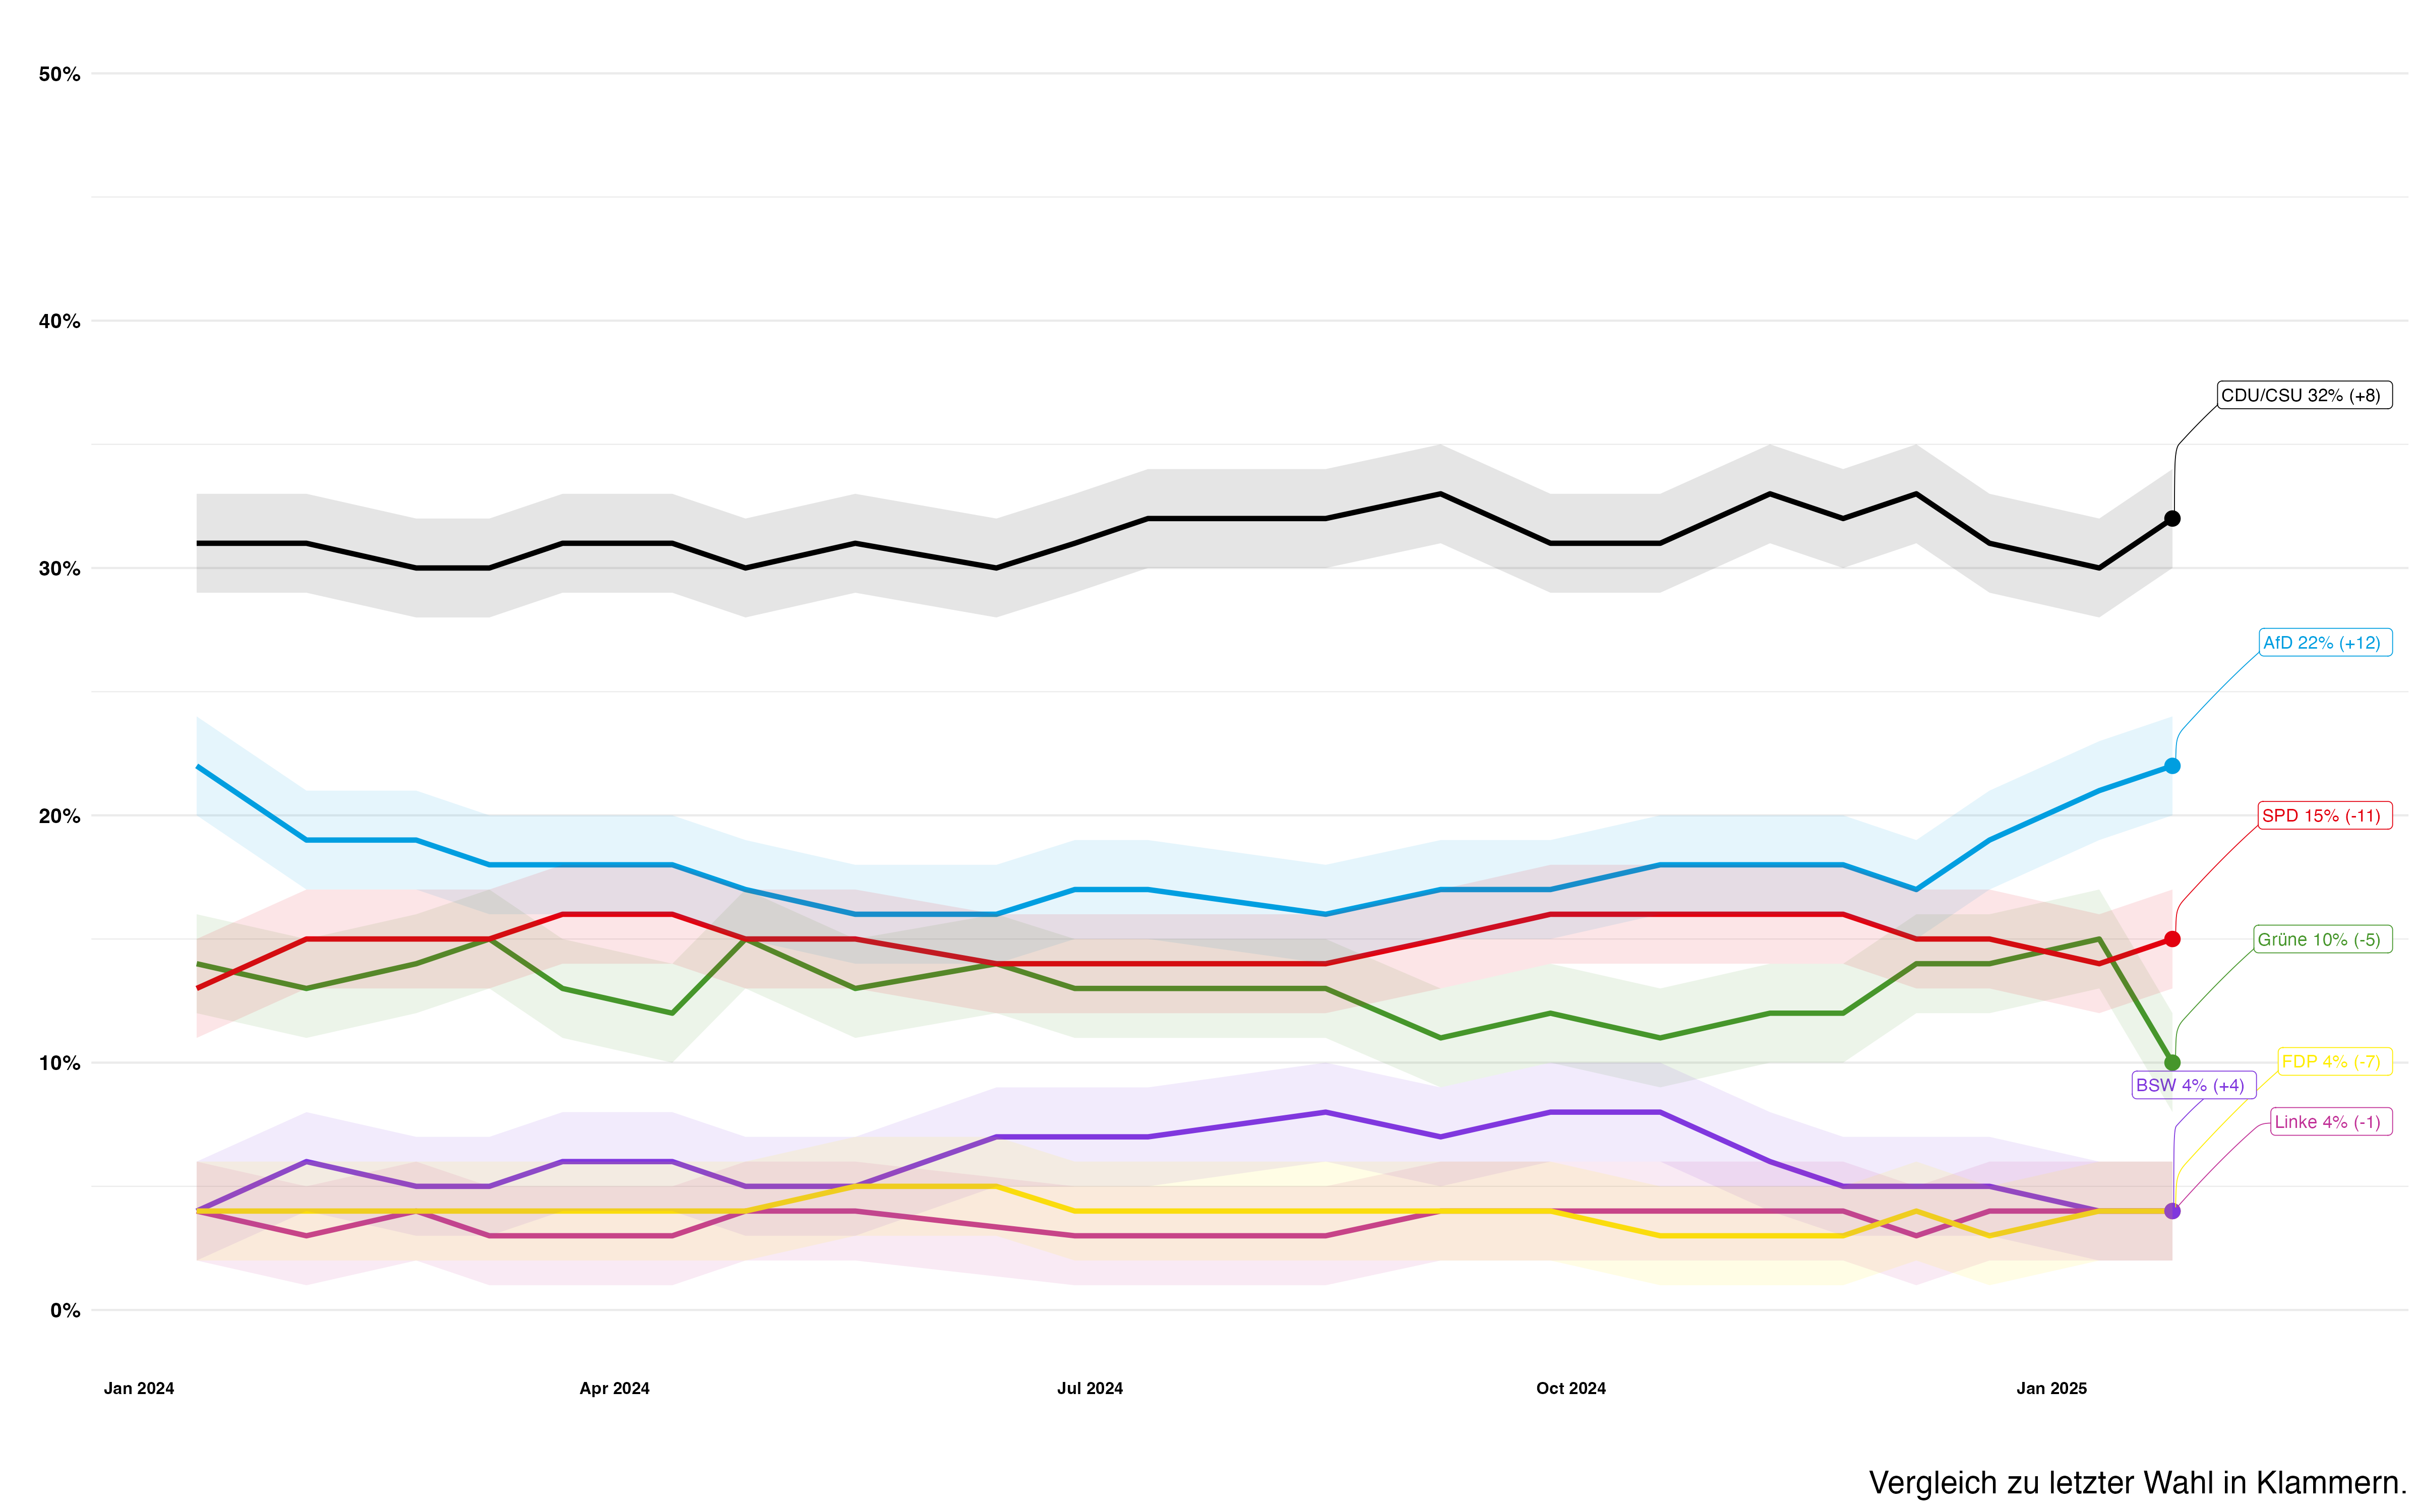 50%
40%
CDU/CSU 32% (+8)
30%
AfD 22% (+12)
20%
SPD 15% (-11)
Grüne 10% (-5)
10%
FDP 4% (-7)
BSW 4% (+4)
Linke 4% (-1)
0%
Jan 2024 Apr 2024 Jul 2024 Oct 2024 Jan 2025
Vergleich zu letzter Wahl in Klammern.